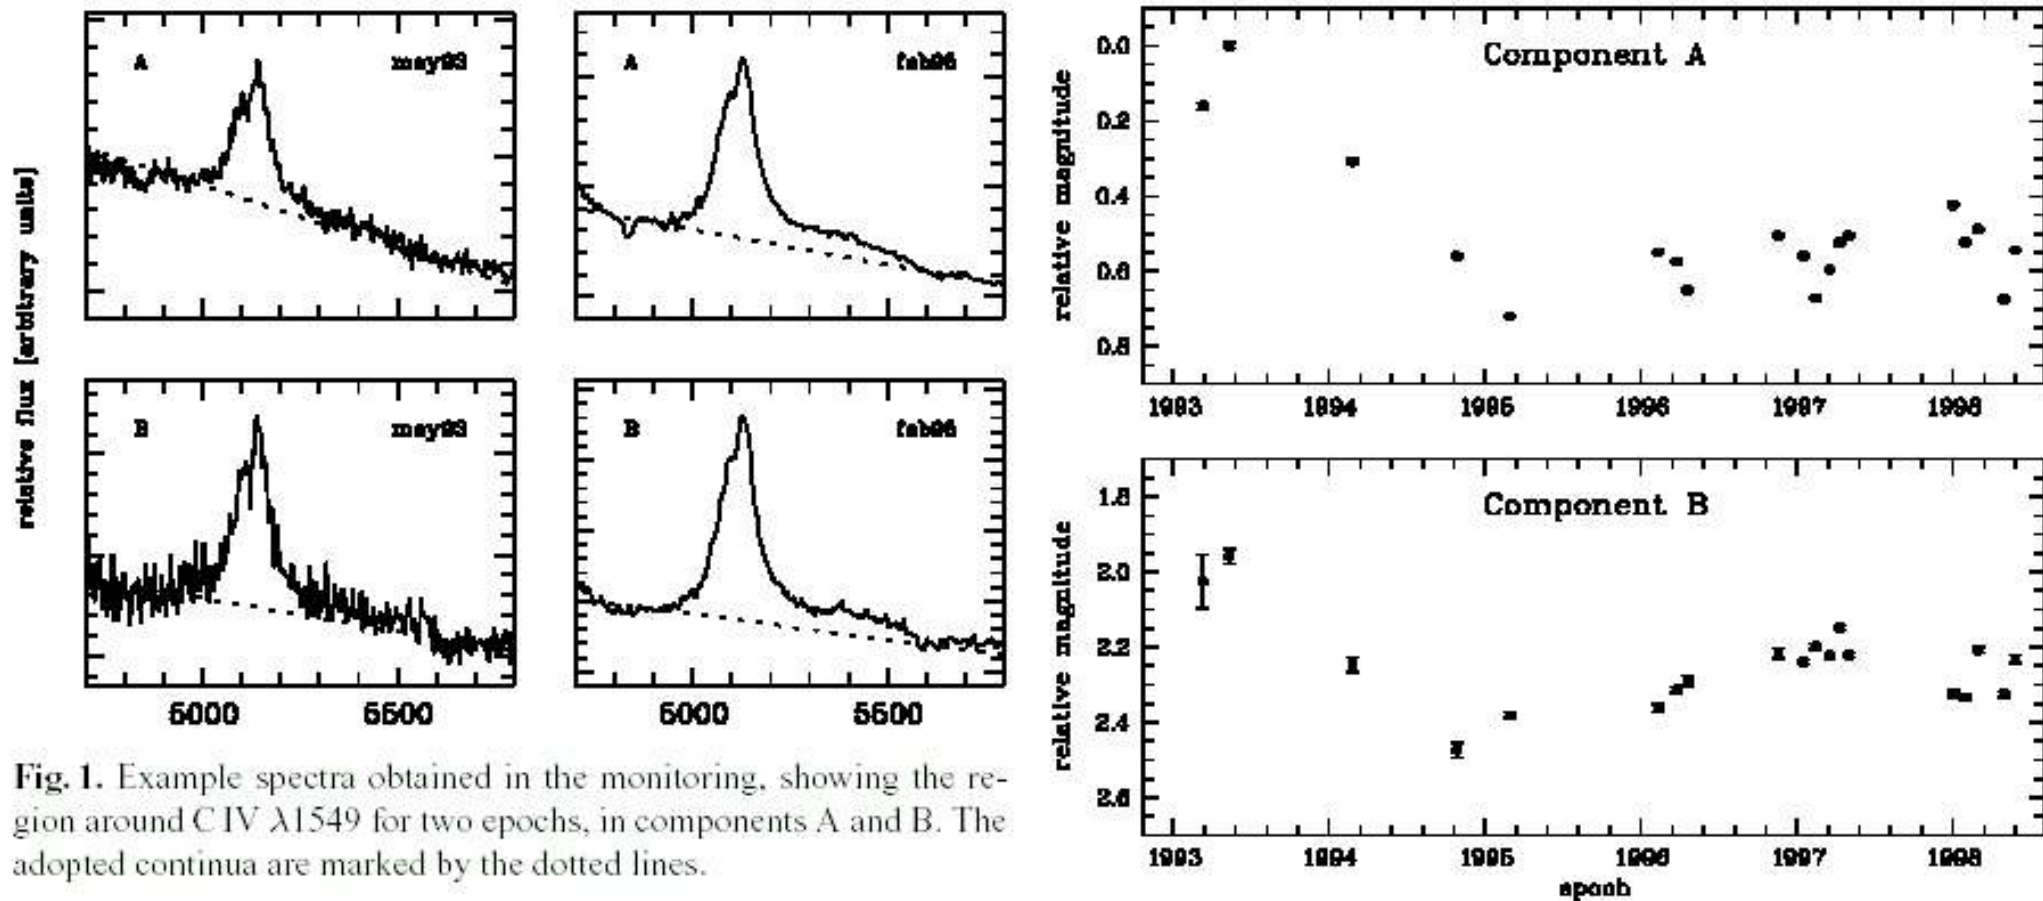 relative flux [arbitrary units]
A may93
A feb96
B may93
B feb96
5000 5500 5000 5500
Fig. 1. Example spectra obtained in the monitoring, showing the re-
gion around C IV λ1549 for two epochs, in components A and B. The
adopted continua are marked by the dotted lines.
relative magnitude
Component A
0.0
0.2
0.4
0.6
0.8
1993 1994 1995 1996 1997 1998
relative magnitude
Component B
1.8
2.0
2.2
2.4
2.6
1993 1994 1995 1996 1997 1998
epoch